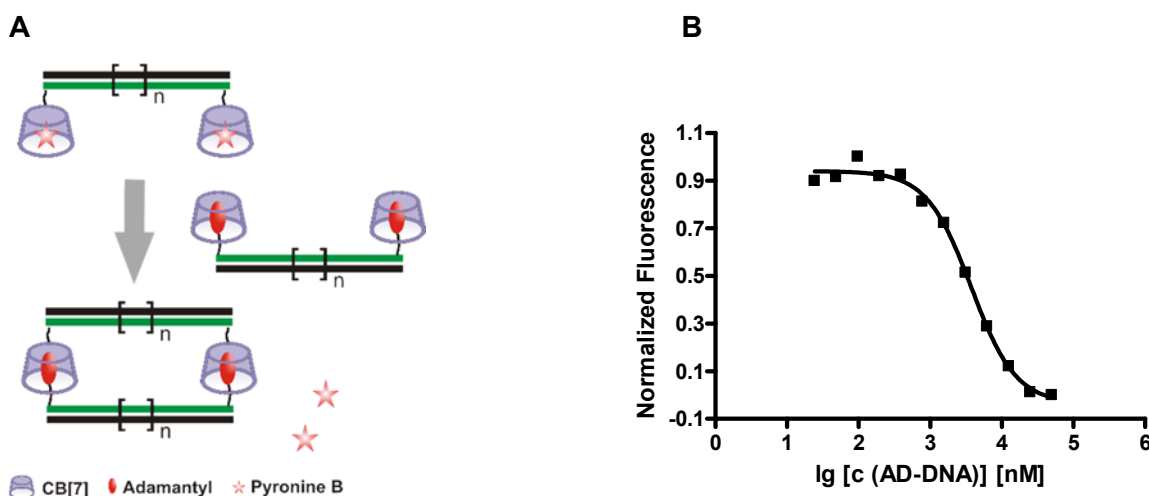 A
[ ] n
[ ] n
[ ] n
CB[7] Adamantyl Pyronine B
B
Normalized Fluorescence
1.1
0.9
0.7
0.5
0.3
0.1
-0.1
0 1 2 3 4 5 6
lg [c (AD-DNA)] [nM]